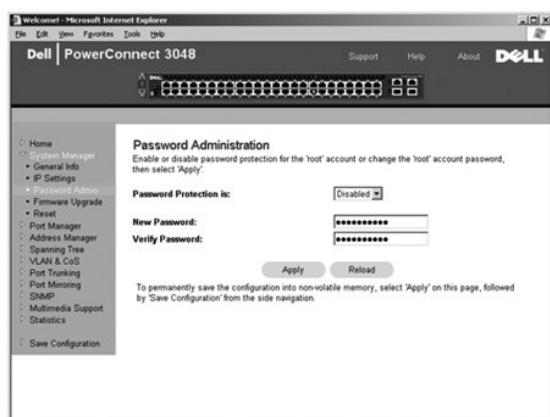 Welcome! - Microsoft Internet Explorer
File Edit View Favorites Tools Help
Dell | PowerConnect 3048
Support Help About DELL
Home
System Manager
• General Info
• IP Settings
• Password Admin
• Firmware Upgrade
• Reset
Port Manager
Address Manager
Spanning Tree
VLAN & CoS
Port Trunking
Port Mirroring
SNMP
Multimedia Support
Statistics
Save Configuration
Password Administration
Enable or disable password protection for the 'root' account or change the 'root' account password,
then select 'Apply'.
Password Protection is: Disabled
New Password: ••••••••••
Verify Password: ••••••••••
Apply Reload
To permanently save the configuration into non-volatile memory, select 'Apply' on this page, followed
by 'Save Configuration' from the side navigation.